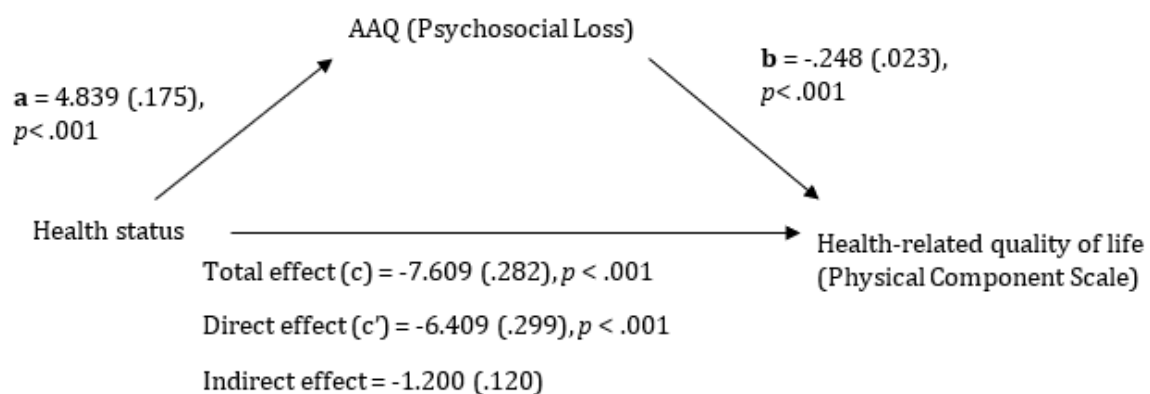 AAQ (Psychosocial Loss)
a = 4.839 (.175),
p< .001
b = -.248 (.023),
p< .001
Health status
Health-related quality of life
(Physical Component Scale)
Total effect (c) = -7.609 (.282), p < .001
Direct effect (c’) = -6.409 (.299), p < .001
Indirect effect = -1.200 (.120)